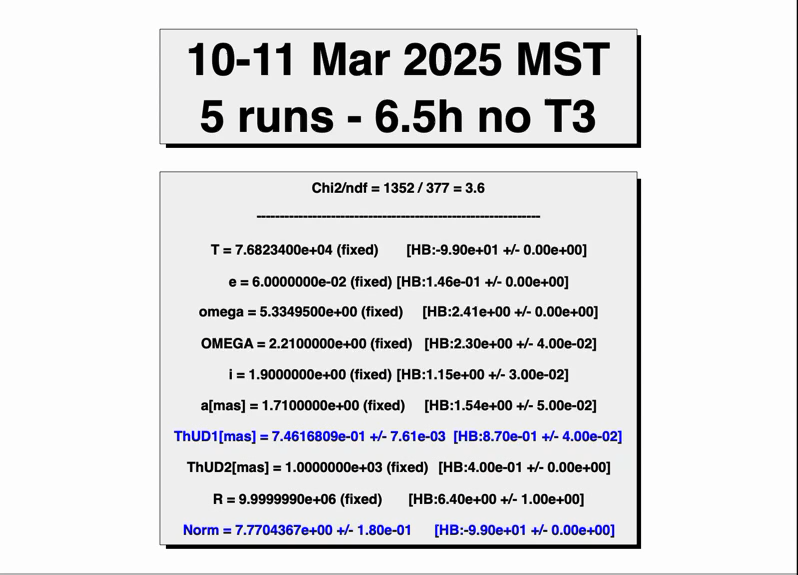 10-11 Mar 2025 MST
5 runs - 6.5h no T3
Chi2/ndf = 1352 / 377 = 3.6
--------------------------------------------------------------
T = 7.6823400e+04 (fixed) [HB:-9.90e+01 +/- 0.00e+00]
e = 6.0000000e-02 (fixed) [HB:1.46e-01 +/- 0.00e+00]
omega = 5.3349500e+00 (fixed) [HB:2.41e+00 +/- 0.00e+00]
OMEGA = 2.2100000e+00 (fixed) [HB:2.30e+00 +/- 4.00e-02]
i = 1.9000000e+00 (fixed) [HB:1.15e+00 +/- 3.00e-02]
a[mas] = 1.7100000e+00 (fixed) [HB:1.54e+00 +/- 5.00e-02]
ThUD1[mas] = 7.4616809e-01 +/- 7.61e-03 [HB:8.70e-01 +/- 4.00e-02]
ThUD2[mas] = 1.0000000e+03 (fixed) [HB:4.00e-01 +/- 0.00e+00]
R = 9.9999990e+06 (fixed) [HB:6.40e+00 +/- 1.00e+00]
Norm = 7.7704367e+00 +/- 1.80e-01 [HB:-9.90e+01 +/- 0.00e+00]